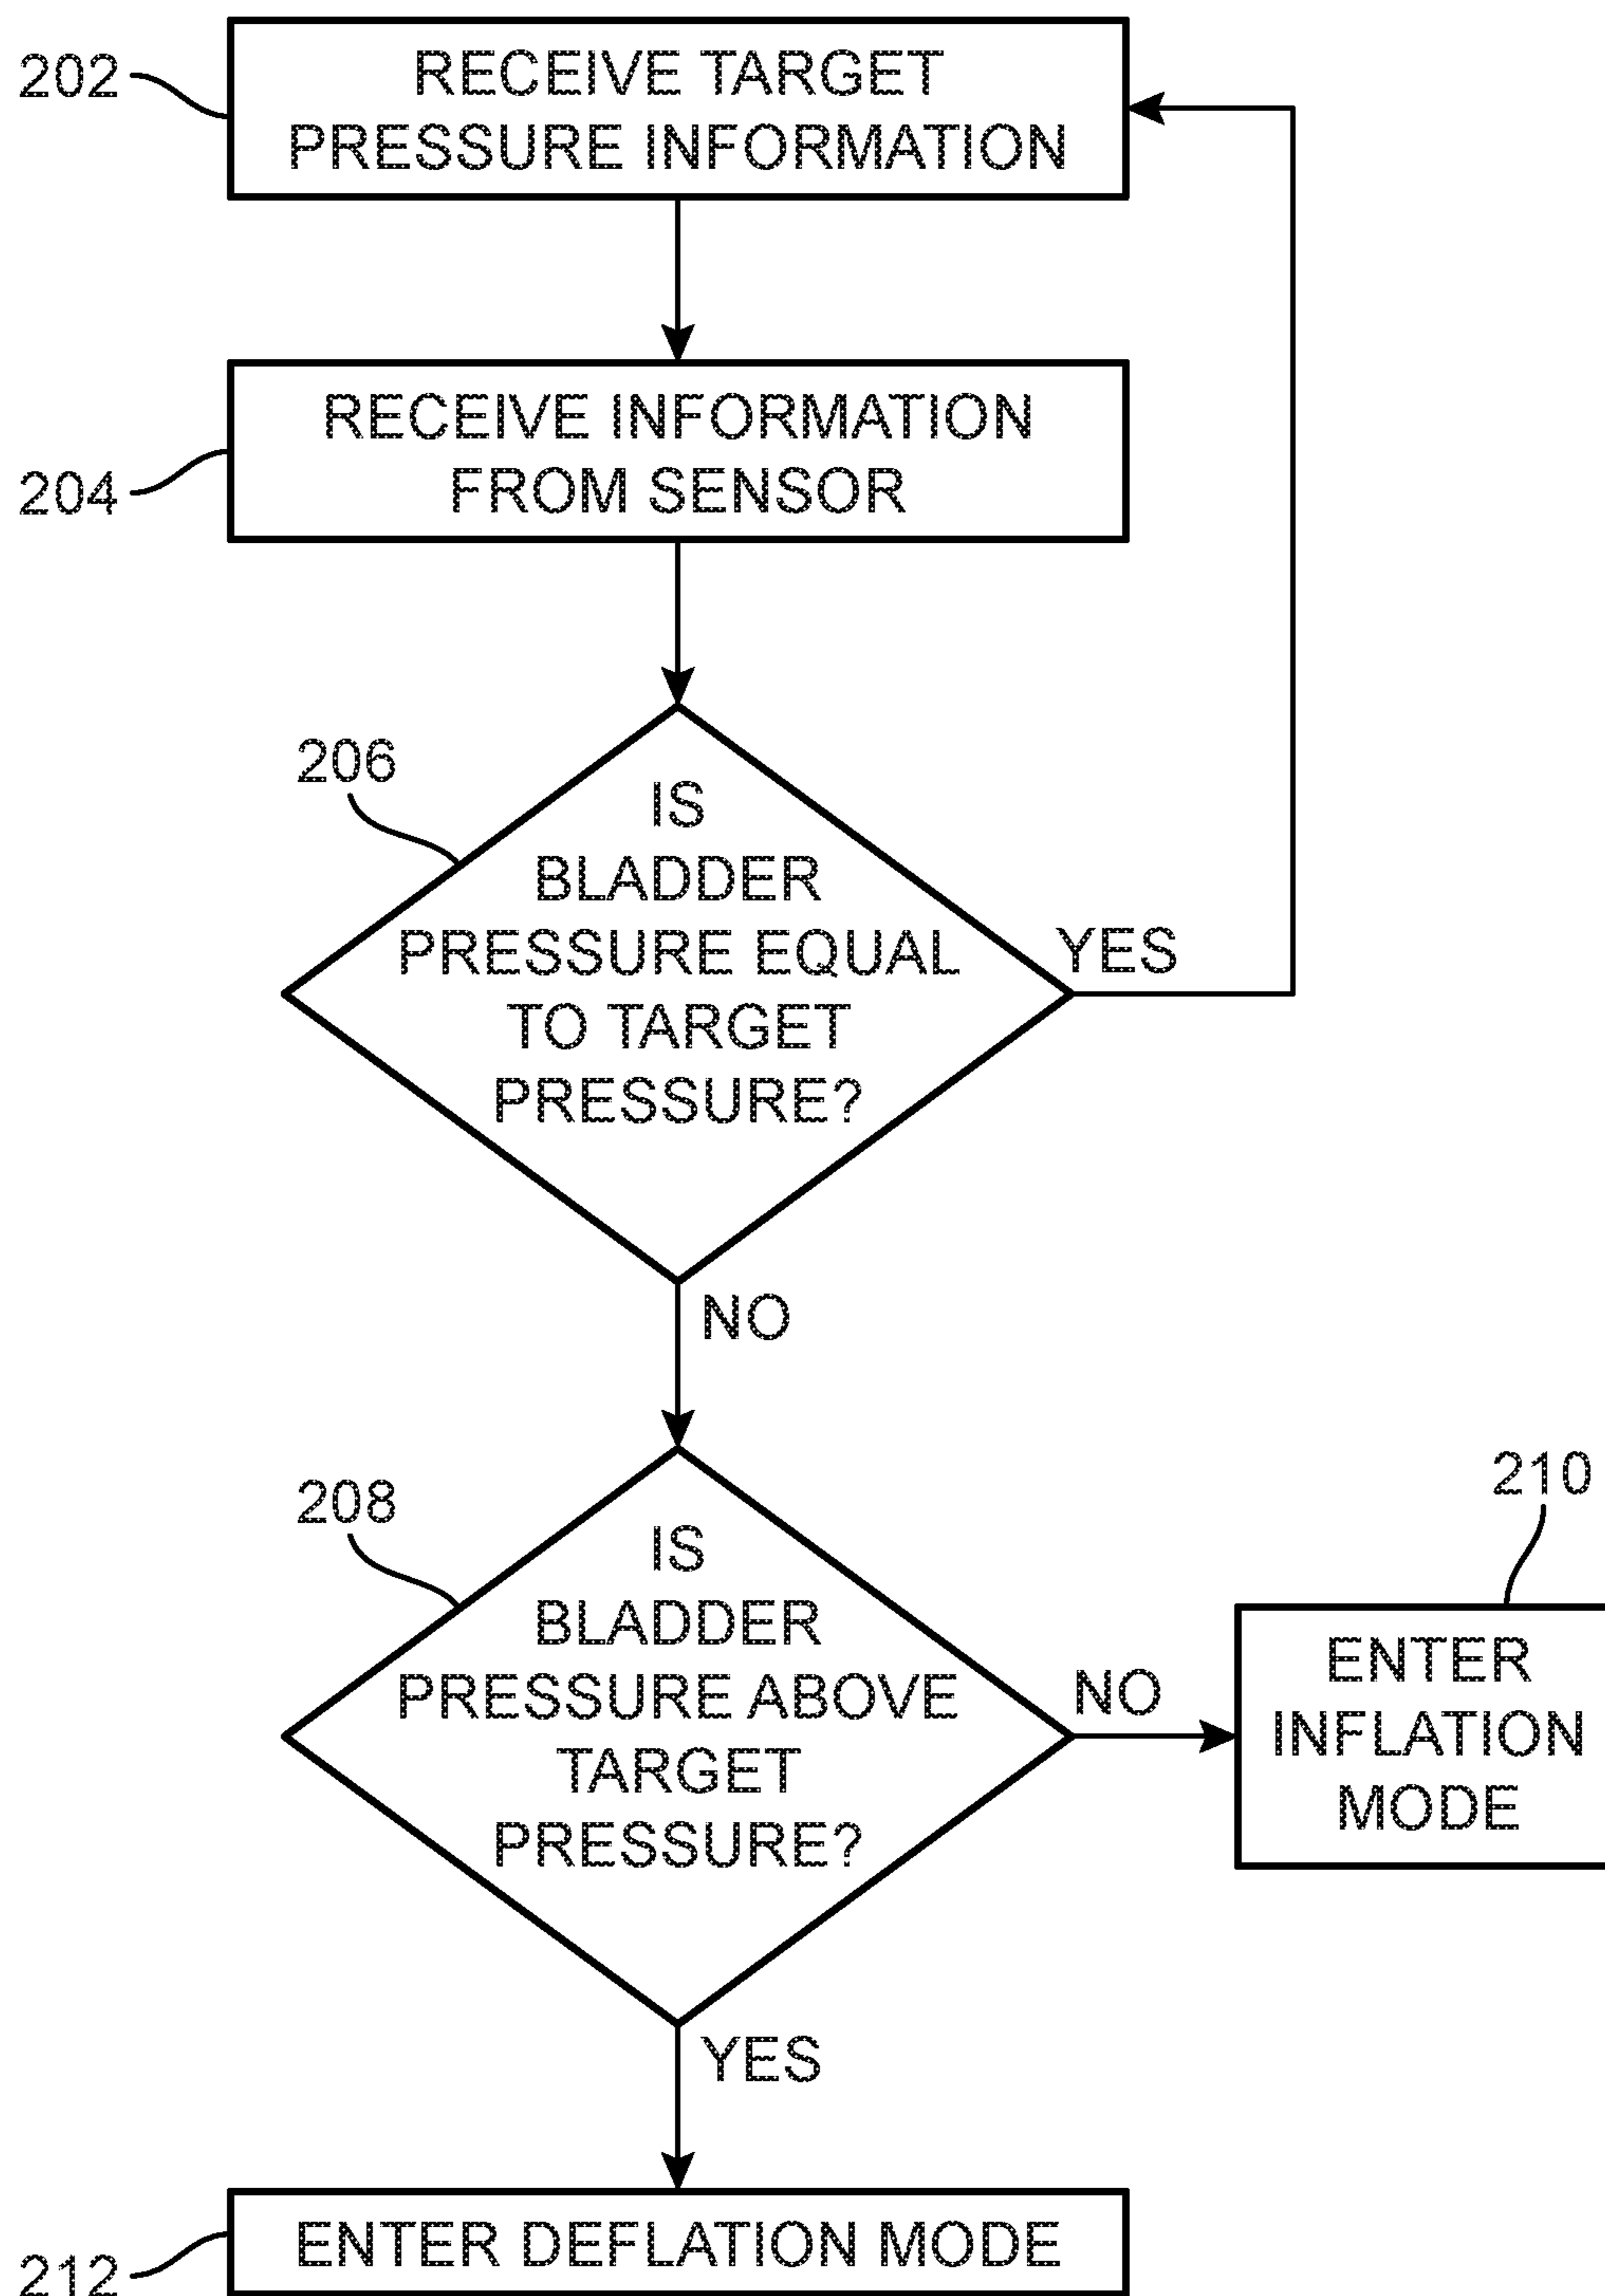 202
RECEIVE TARGET
PRESSURE INFORMATION
204
RECEIVE INFORMATION
FROM SENSOR
206
IS
BLADDER
PRESSURE EQUAL
TO TARGET
PRESSURE?
YES
NO
208
IS
BLADDER
PRESSURE ABOVE
TARGET
PRESSURE?
NO
210
ENTER
INFLATION
MODE
YES
212
ENTER DEFLATION MODE